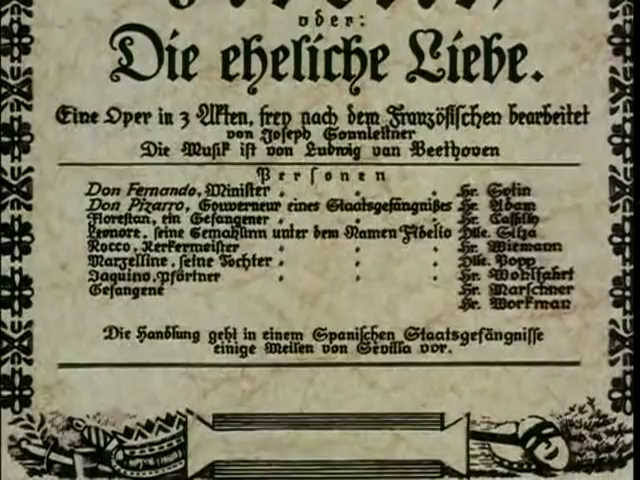 oder:
Die eheliche Liebe.
Eine Oper in 3 Akten, frey nach dem Französischen bearbeitet
von Joseph Sonnleitner
Die Musik ist von Ludwig van Beethoven
Personen
Don Fernando, Minister . . . Hr. Sotin
Don Pizarro, Gouverneur eines Staatsgefängnißes Hr. Adam
Florestan, ein Gefangener . . . Hr. Cassilly
Leonore, seine Gemahlinn unter dem Namen Fidelio Dlle. Silja
Rocco, Kerkermeister . . . Hr. Wiemann
Marzelline, seine Tochter . . . Dlle. Popp
Jaquino, Pförtner . . . Hr. Wohlfahrt
Gefangene Hr. Marschner
Hr. Workman
Die Handlung geht in einem Spanischen Staatsgefängnisse
einige Meilen von Sevilla vor.